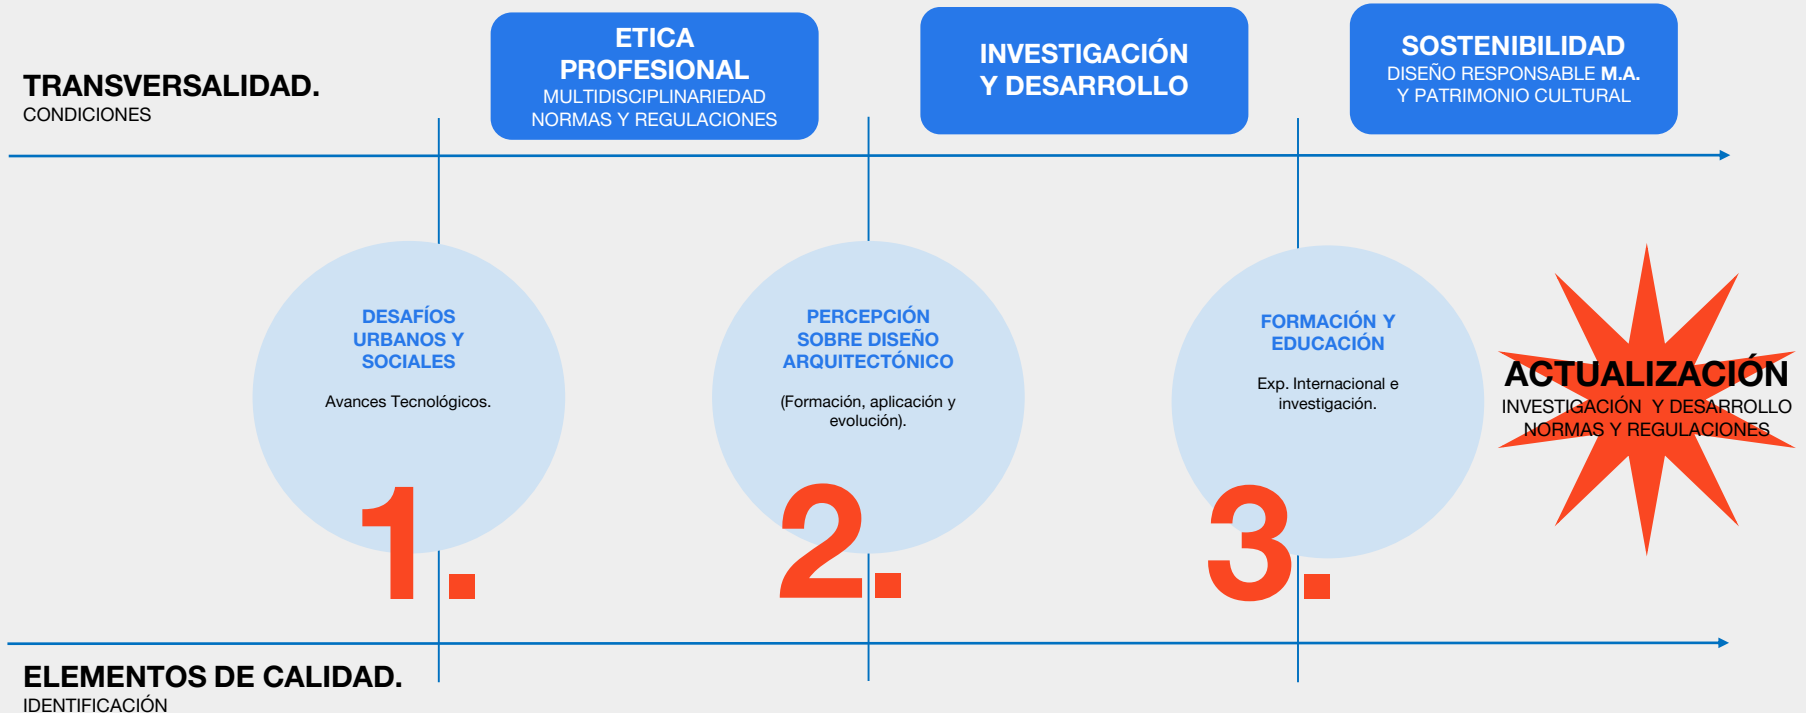 TRANSVERSALIDAD.
CONDICIONES
ETICA
PROFESIONAL
MULTIDISCIPLINARIEDAD
NORMAS Y REGULACIONES
INVESTIGACIÓN
Y DESARROLLO
SOSTENIBILIDAD
DISEÑO RESPONSABLE M.A.
Y PATRIMONIO CULTURAL
DESAFÍOS
URBANOS Y
SOCIALES
Avances Tecnológicos.
1.
PERCEPCIÓN
SOBRE DISEÑO
ARQUITECTÓNICO
(Formación, aplicación y
evolución).
2.
FORMACIÓN Y
EDUCACIÓN
Exp. Internacional e
investigación.
3.
ACTUALIZACIÓN
INVESTIGACIÓN Y DESARROLLO
NORMAS Y REGULACIONES
ELEMENTOS DE CALIDAD.
IDENTIFICACIÓN